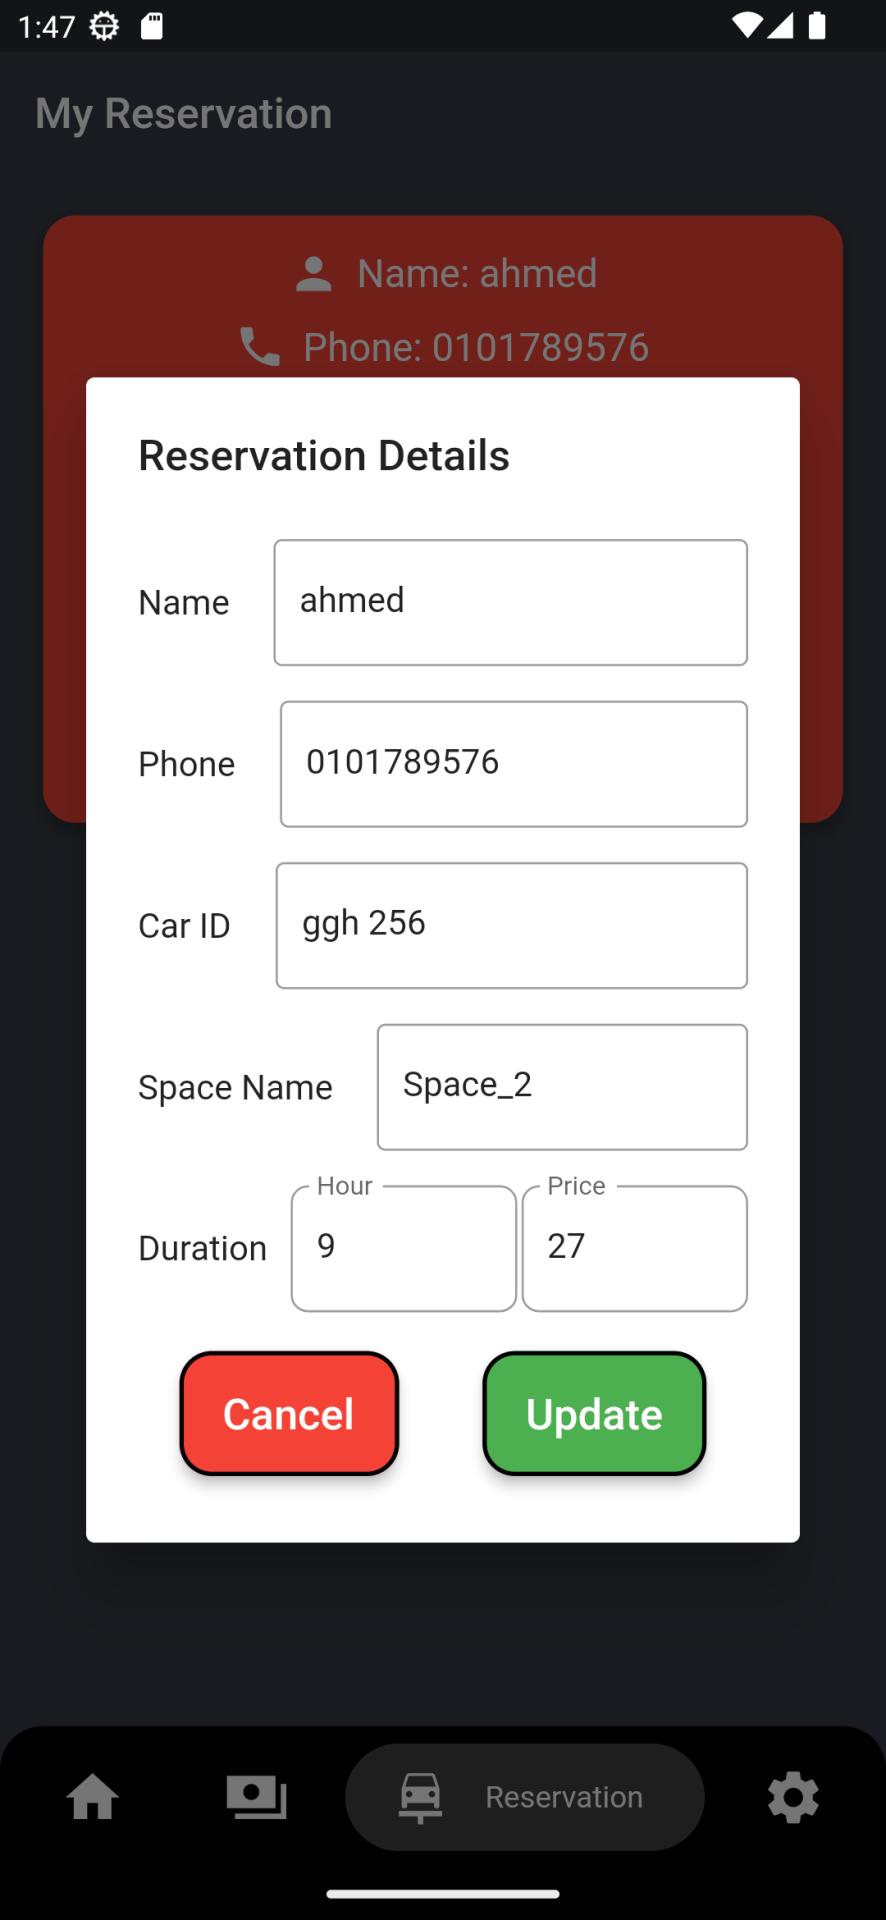 1:47
My Reservation
Name: ahmed
Phone: 0101789576
Reservation Details
Name ahmed
Phone 0101789576
Car ID ggh 256
Space Name Space_2
Hour Price
Duration 9 27
Cancel Update
Reservation